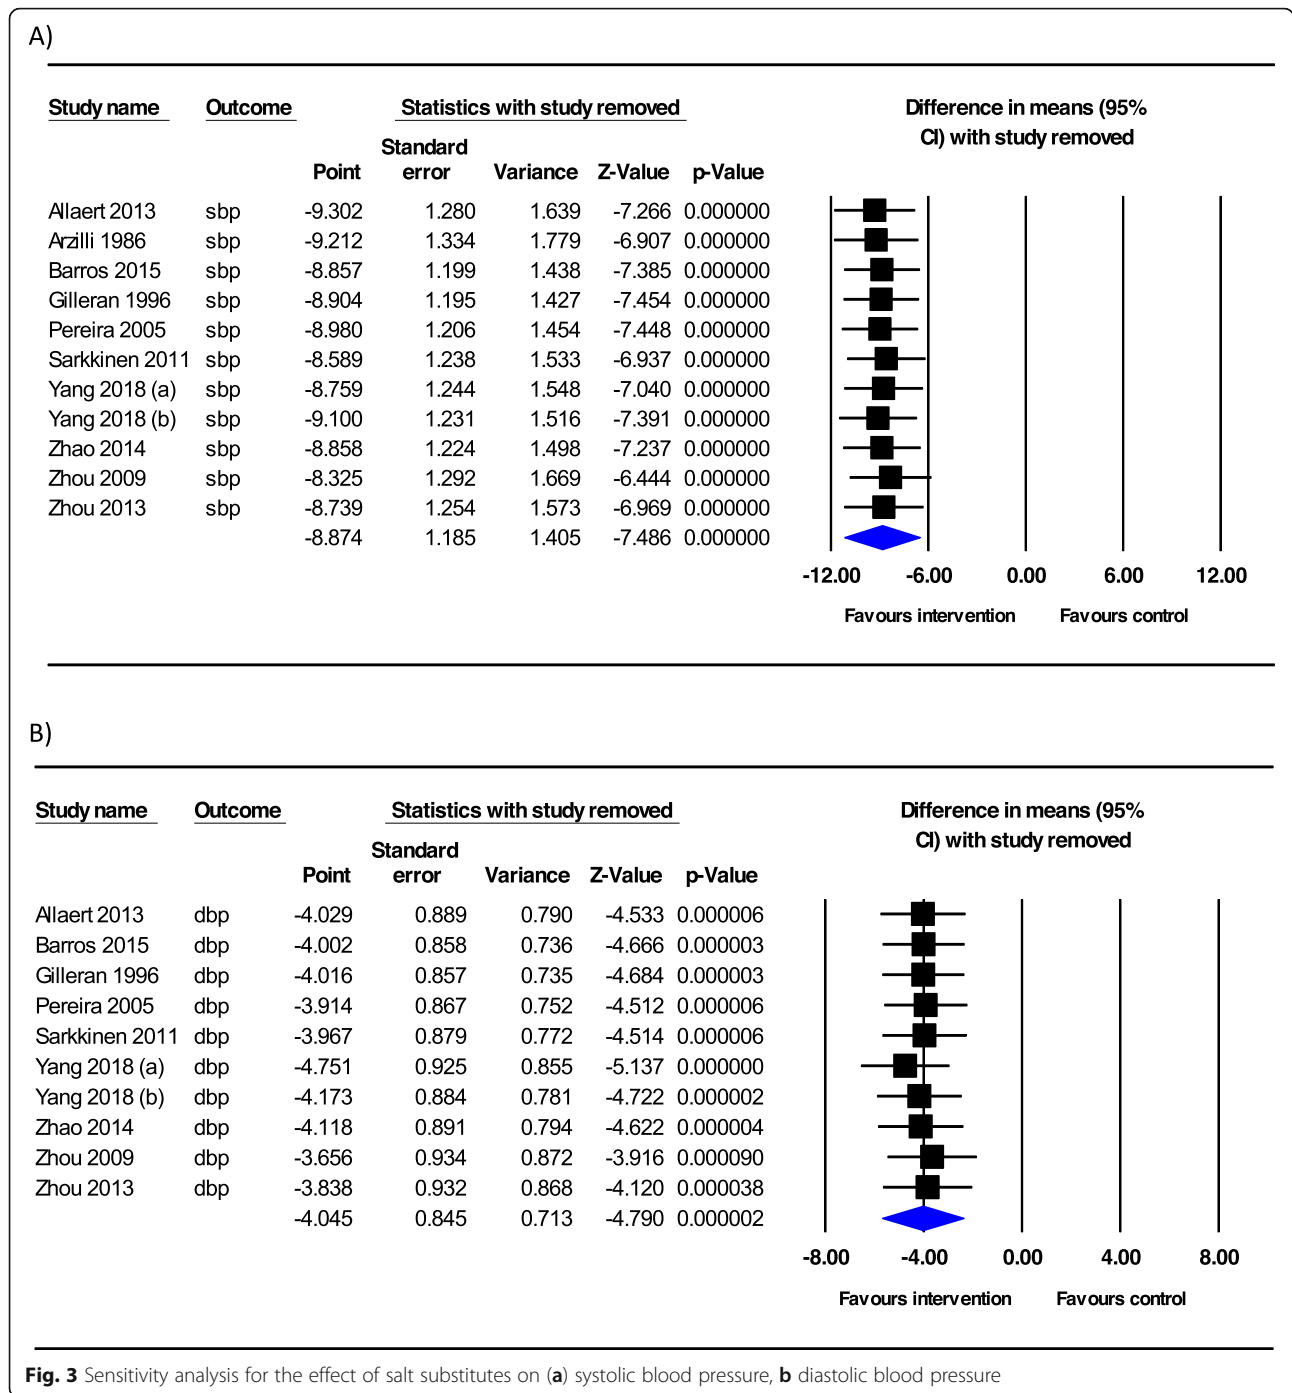 A)
Study name Outcome Statistics with study removed Difference in means (95%
CI) with study removed
Standard
Point error Variance Z-Value p-Value
Allaert 2013 sbp -9.302 1.280 1.639 -7.266 0.000000
Arzilli 1986 sbp -9.212 1.334 1.779 -6.907 0.000000
Barros 2015 sbp -8.857 1.199 1.438 -7.385 0.000000
Gilleran 1996 sbp -8.904 1.195 1.427 -7.454 0.000000
Pereira 2005 sbp -8.980 1.206 1.454 -7.448 0.000000
Sarkkinen 2011 sbp -8.589 1.238 1.533 -6.937 0.000000
Yang 2018 (a) sbp -8.759 1.244 1.548 -7.040 0.000000
Yang 2018 (b) sbp -9.100 1.231 1.516 -7.391 0.000000
Zhao 2014 sbp -8.858 1.224 1.498 -7.237 0.000000
Zhou 2009 sbp -8.325 1.292 1.669 -6.444 0.000000
Zhou 2013 sbp -8.739 1.254 1.573 -6.969 0.000000
-8.874 1.185 1.405 -7.486 0.000000
-12.00 -6.00 0.00 6.00 12.00
Favours intervention Favours control
B)
Study name Outcome Statistics with study removed Difference in means (95%
CI) with study removed
Standard
Point error Variance Z-Value p-Value
Allaert 2013 dbp -4.029 0.889 0.790 -4.533 0.000006
Barros 2015 dbp -4.002 0.858 0.736 -4.666 0.000003
Gilleran 1996 dbp -4.016 0.857 0.735 -4.684 0.000003
Pereira 2005 dbp -3.914 0.867 0.752 -4.512 0.000006
Sarkkinen 2011 dbp -3.967 0.879 0.772 -4.514 0.000006
Yang 2018 (a) dbp -4.751 0.925 0.855 -5.137 0.000000
Yang 2018 (b) dbp -4.173 0.884 0.781 -4.722 0.000002
Zhao 2014 dbp -4.118 0.891 0.794 -4.622 0.000004
Zhou 2009 dbp -3.656 0.934 0.872 -3.916 0.000090
Zhou 2013 dbp -3.838 0.932 0.868 -4.120 0.000038
-4.045 0.845 0.713 -4.790 0.000002
-8.00 -4.00 0.00 4.00 8.00
Favours intervention Favours control
Fig. 3 Sensitivity analysis for the effect of salt substitutes on (a) systolic blood pressure, b diastolic blood pressure